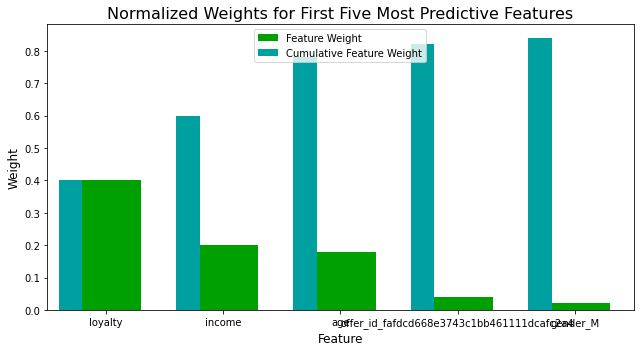 Normalized Weights for First Five Most Predictive Features
Feature Weight
Cumulative Feature Weight
Weight
0.8
0.7
0.6
0.5
0.4
0.3
0.2
0.1
0.0
loyalty
income
age
offer_id_fafdcd668e3743c1bb461111dcafc2a4
gender_M
Feature